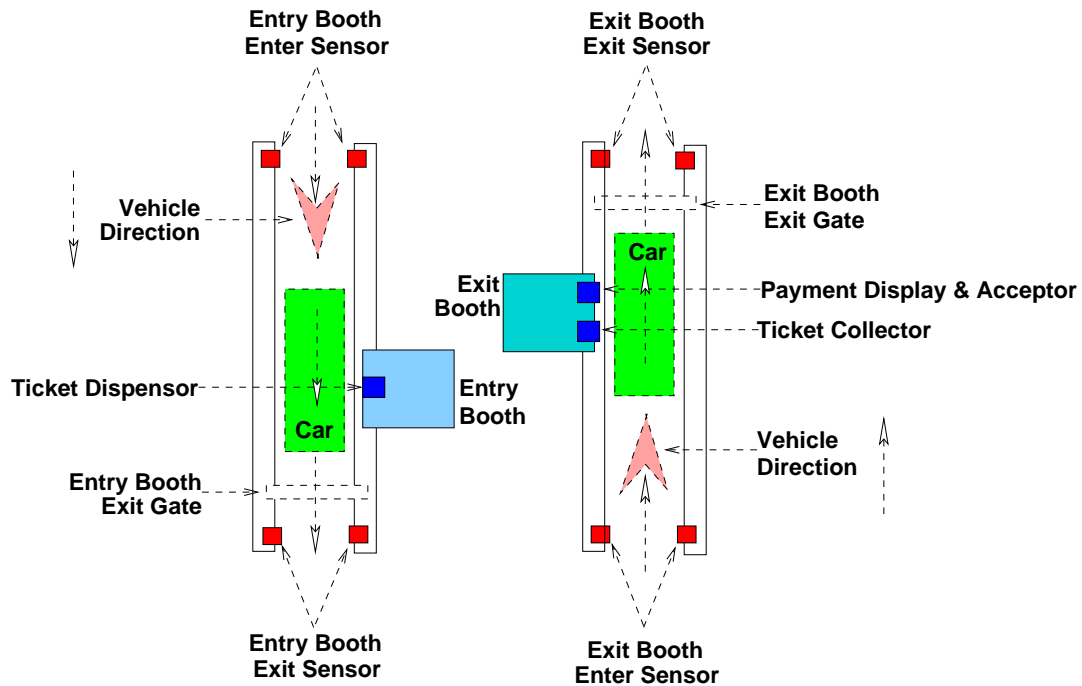 Entry Booth
Enter Sensor
Exit Booth
Exit Sensor
Vehicle
Direction
Exit Booth
Exit Gate
Car
Exit
Booth
Payment Display & Acceptor
Ticket Collector
Ticket Dispensor
Entry
Booth
Car
Vehicle
Direction
Entry Booth
Exit Gate
Entry Booth
Exit Sensor
Exit Booth
Enter Sensor